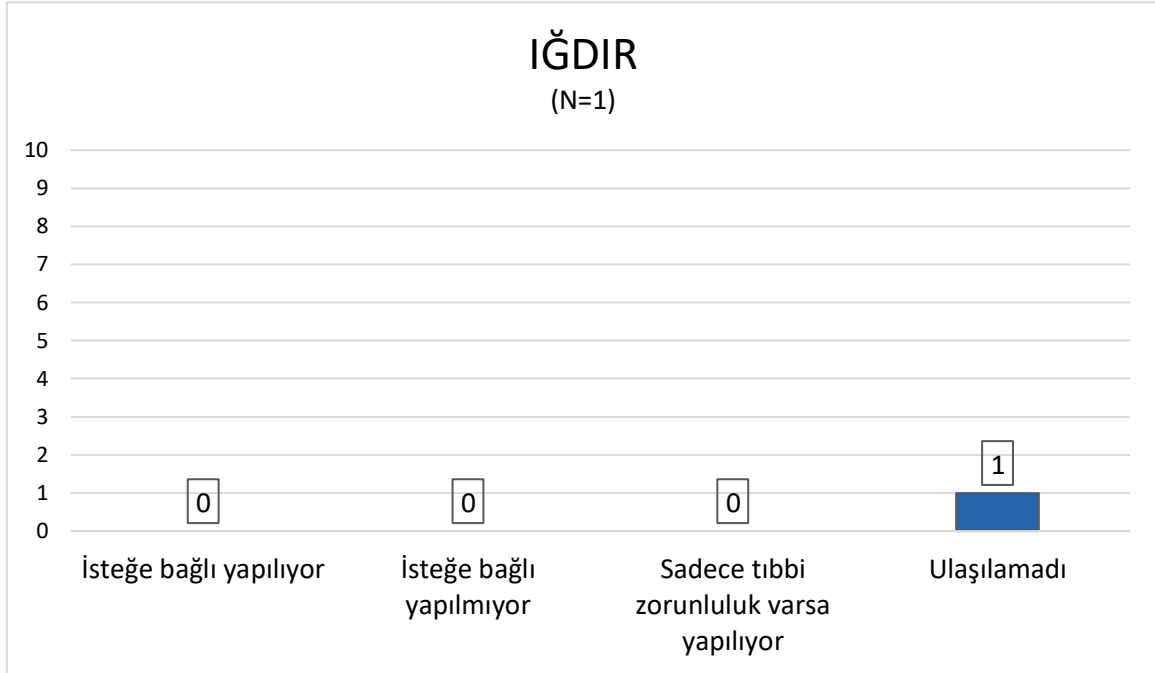 IĞDIR
(N=1)
10
9
8
7
6
5
4
3
2
1
0
0
0
0
1
İsteğe bağlı yapılıyor
İsteğe bağlı
yapılmıyor
Sadece tıbbi
zorunluluk varsa
yapılıyor
Ulaşılamadı